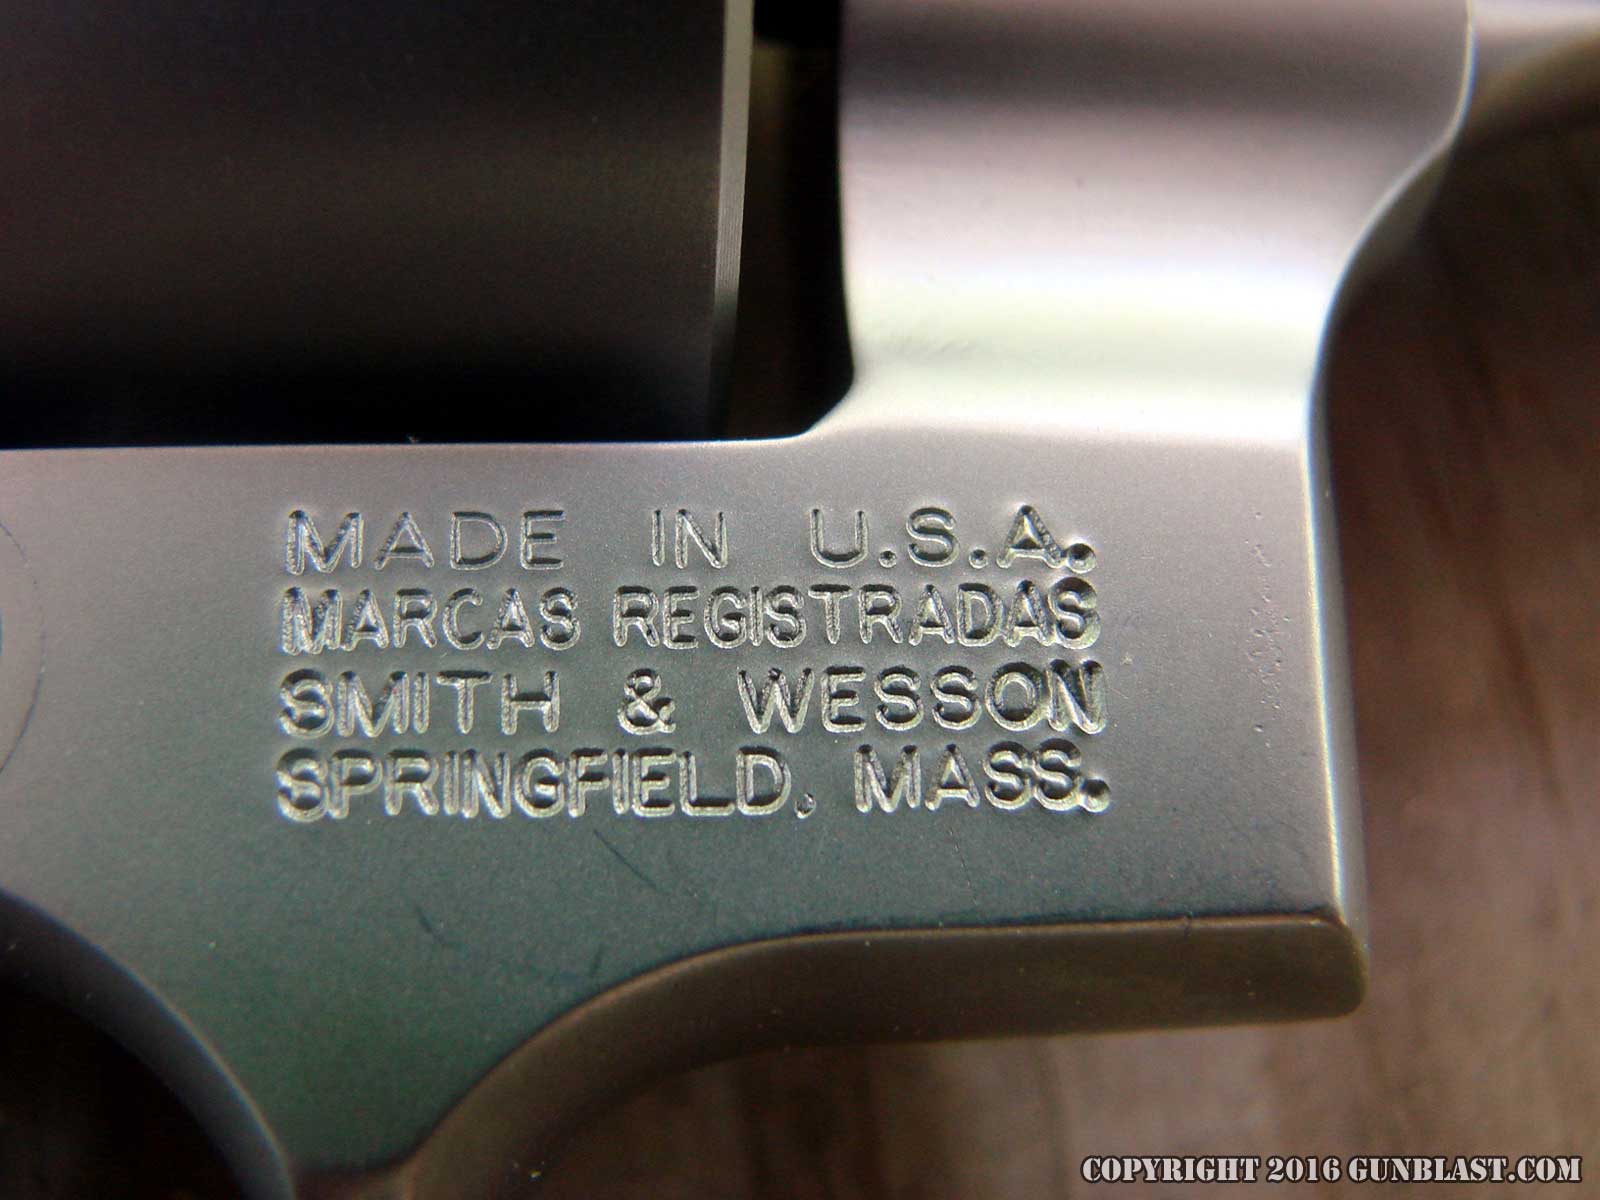 MADE IN U.S.A.
MARCAS REGISTRADAS
SMITH & WESSON
SPRINGFIELD, MASS.
COPYRIGHT 2016 GUNBLAST.COM